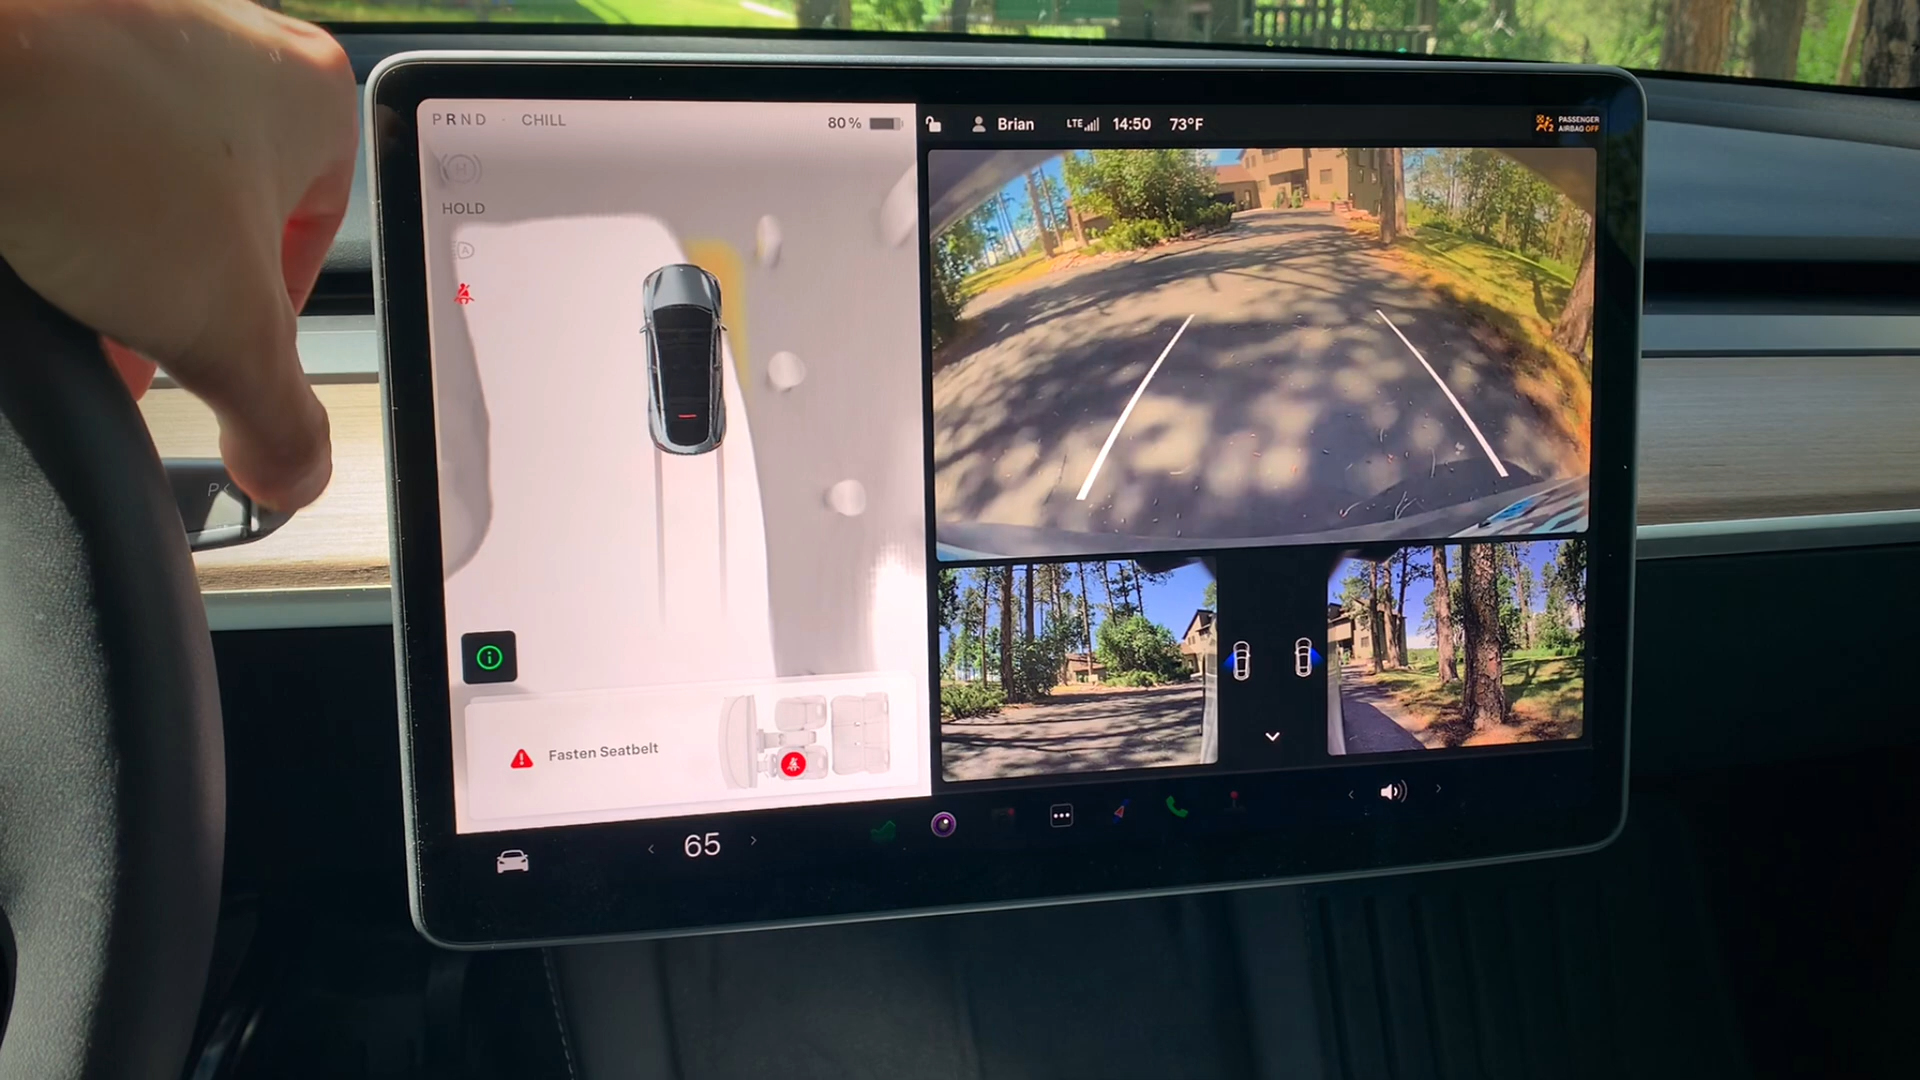 P R N D · CHILL
80 %
Brian
LTE
14:50
73°F
PASSENGER
AIRBAG OFF
HOLD
A
P
Fasten Seatbelt
< 65 >